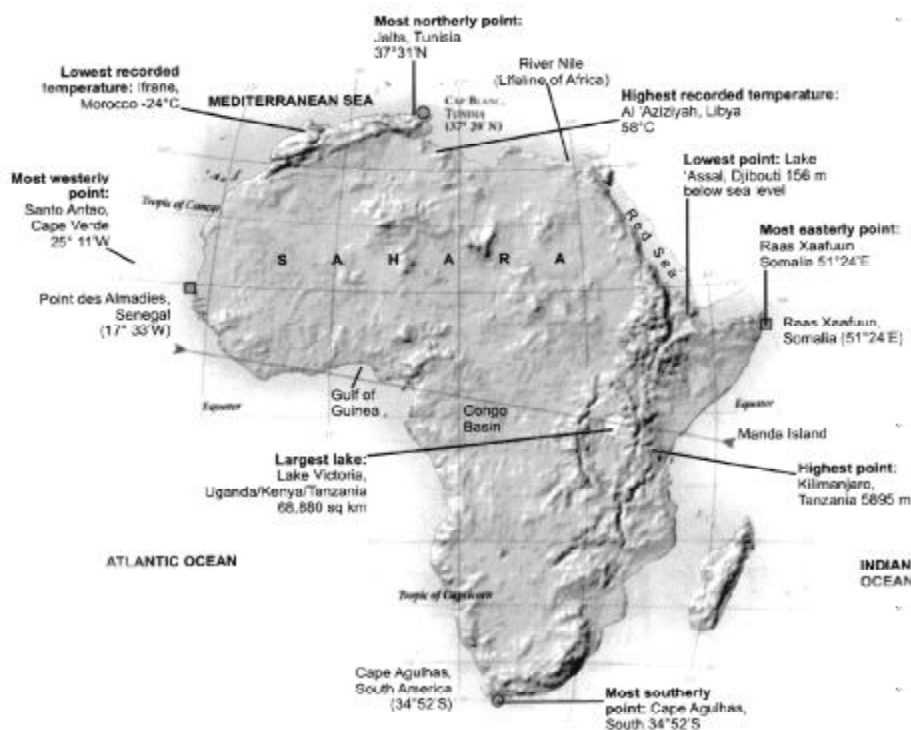 Most northerly point:
Jalta, Tunisia
37°31'N
Lowest recorded
temperature: Ifrane,
Morocco -24°C
MEDITERRANEAN SEA
CAP BLANC,
TUNISIA
(37° 20' N)
River Nile
(Lifeline of Africa)
Highest recorded temperature:
Al 'Aziziyah, Libya
58°C
Lowest point: Lake
'Assal, Djibouti 156 m
below sea level
Most westerly
point:
Santo Antao,
Cape Verde
25° 11'W
Tropic of Cancer
Red Sea
Most easterly point:
Raas Xaafuun
Somalia 51°24'E
SAHARA
Point des Almadies,
Senegal
(17° 33'W)
Raas Xaafuun,
Somalia (51°24'E)
Gulf of
Guinea
Equator
Congo
Basin
Equator
Manda Island
Largest lake:
Lake Victoria,
Uganda/Kenya/Tanzania
68,880 sq km
Highest point:
Kilimanjaro,
Tanzania 5895 m
ATLANTIC OCEAN
INDIAN
OCEAN
Tropic of Capricorn
Cape Agulhas,
South America
(34°52'S)
Most southerly
point: Cape Agulhas,
South 34°52'S